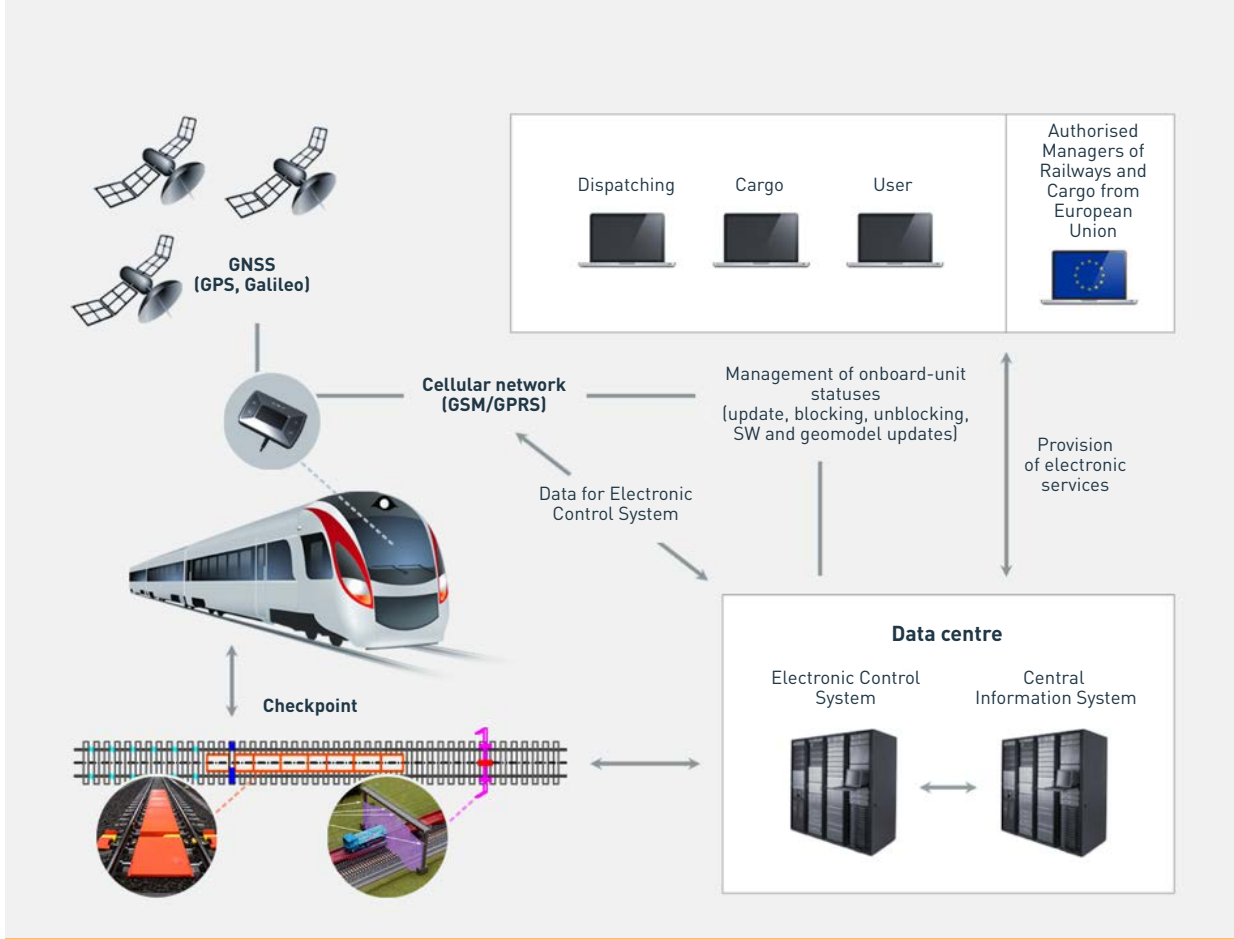 GNSS
(GPS, Galileo)
Dispatching
Cargo
User
Authorised
Managers of
Railways and
Cargo from
European
Union
Cellular network
(GSM/GPRS)
Management of onboard-unit
statuses
(update, blocking, unblocking,
SW and geomodel updates)
Provision
of electronic
services
Data for Electronic
Control System
Checkpoint
Data centre
Electronic Control
System
Central
Information System